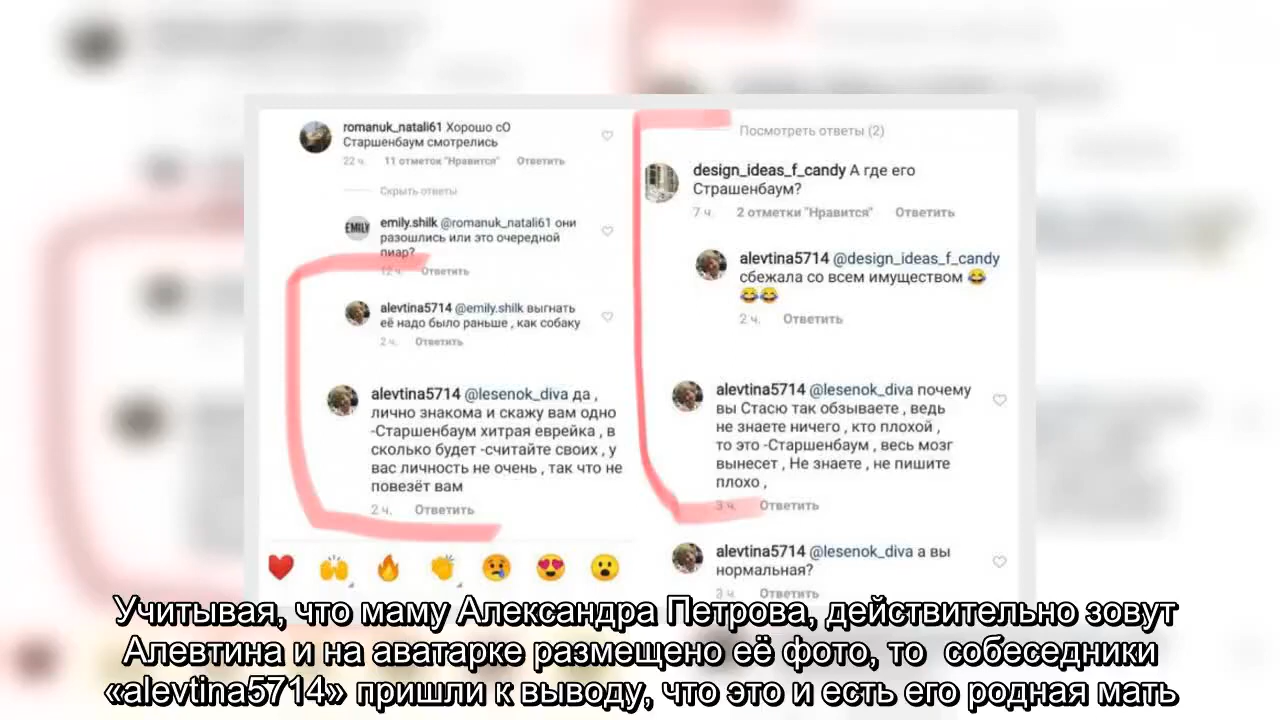 romanuk_natali61 Хорошо сО
Старшенбаум смотрелись
22 ч. 11 отметок "Нравится" Ответить
Скрыть ответы
emily.shilk @romanuk_natali61 они
разошлись или это очередной
пиар?
12 ч. Ответить
alevtina5714 @emily.shilk выгнать
её надо было раньше , как собаку
2 ч. Ответить
alevtina5714 @lesenok_diva да ,
лично знакома и скажу вам одно
-Старшенбаум хитрая еврейка , в
сколько будет -считайте своих , у
вас личность не очень , так что не
повезёт вам
2 ч. Ответить
Посмотреть ответы (2)
design_ideas_f_candy А где его
Страшенбаум?
7 ч. 2 отметки "Нравится" Ответить
alevtina5714 @design_ideas_f_candy
сбежала со всем имуществом 😂
😂😂
2 ч. Ответить
alevtina5714 @lesenok_diva почему
вы Стасю так обзываете , ведь
не знаете ничего , кто плохой ,
то это -Старшенбаум , весь мозг
вынесет , Не знаете , не пишите
плохо ,
3 ч. Ответить
alevtina5714 @lesenok_diva а вы
нормальная?
3 ч. Ответить
Учитывая, что маму Александра Петрова, действительно зовут
Алевтина и на аватарке размещено её фото, то собеседники
«alevtina5714» пришли к выводу, что это и есть его родная мать